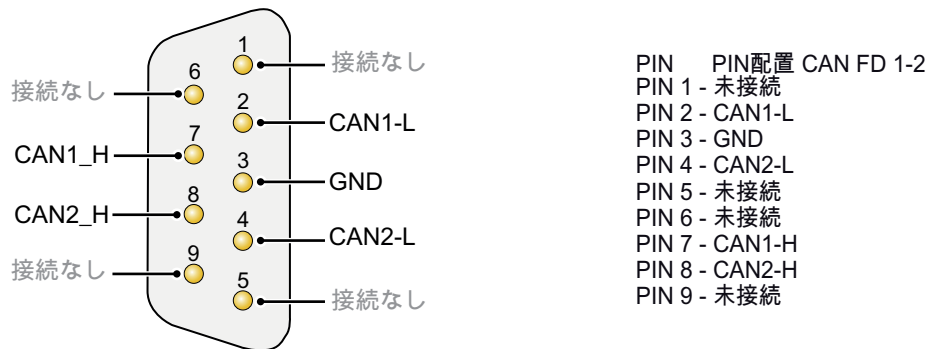 1
接続なし
6
接続なし
2
CAN1-L
7
CAN1_H
3
GND
8
CAN2_H
4
CAN2-L
9
接続なし
5
接続なし
PIN PIN配置 CAN FD 1-2
PIN 1 - 未接続
PIN 2 - CAN1-L
PIN 3 - GND
PIN 4 - CAN2-L
PIN 5 - 未接続
PIN 6 - 未接続
PIN 7 - CAN1-H
PIN 8 - CAN2-H
PIN 9 - 未接続